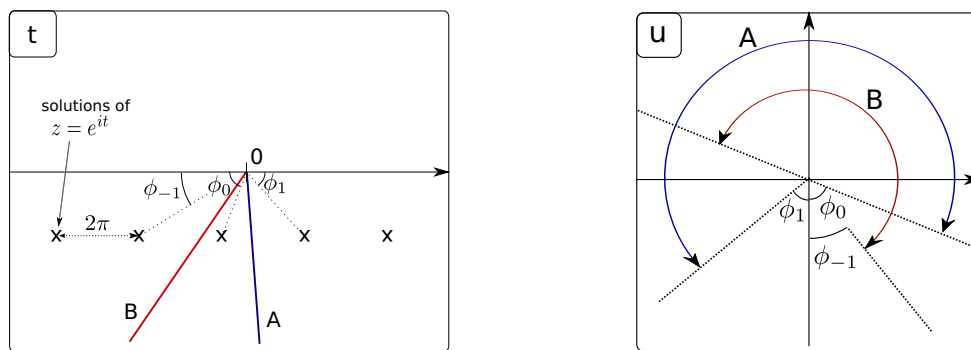 t
solutions of
z = e^{it}
0
ϕ_{−1}
ϕ_0
ϕ_1
2π
x x x x x
B
A
u
A
B
ϕ_1
ϕ_0
ϕ_{−1}